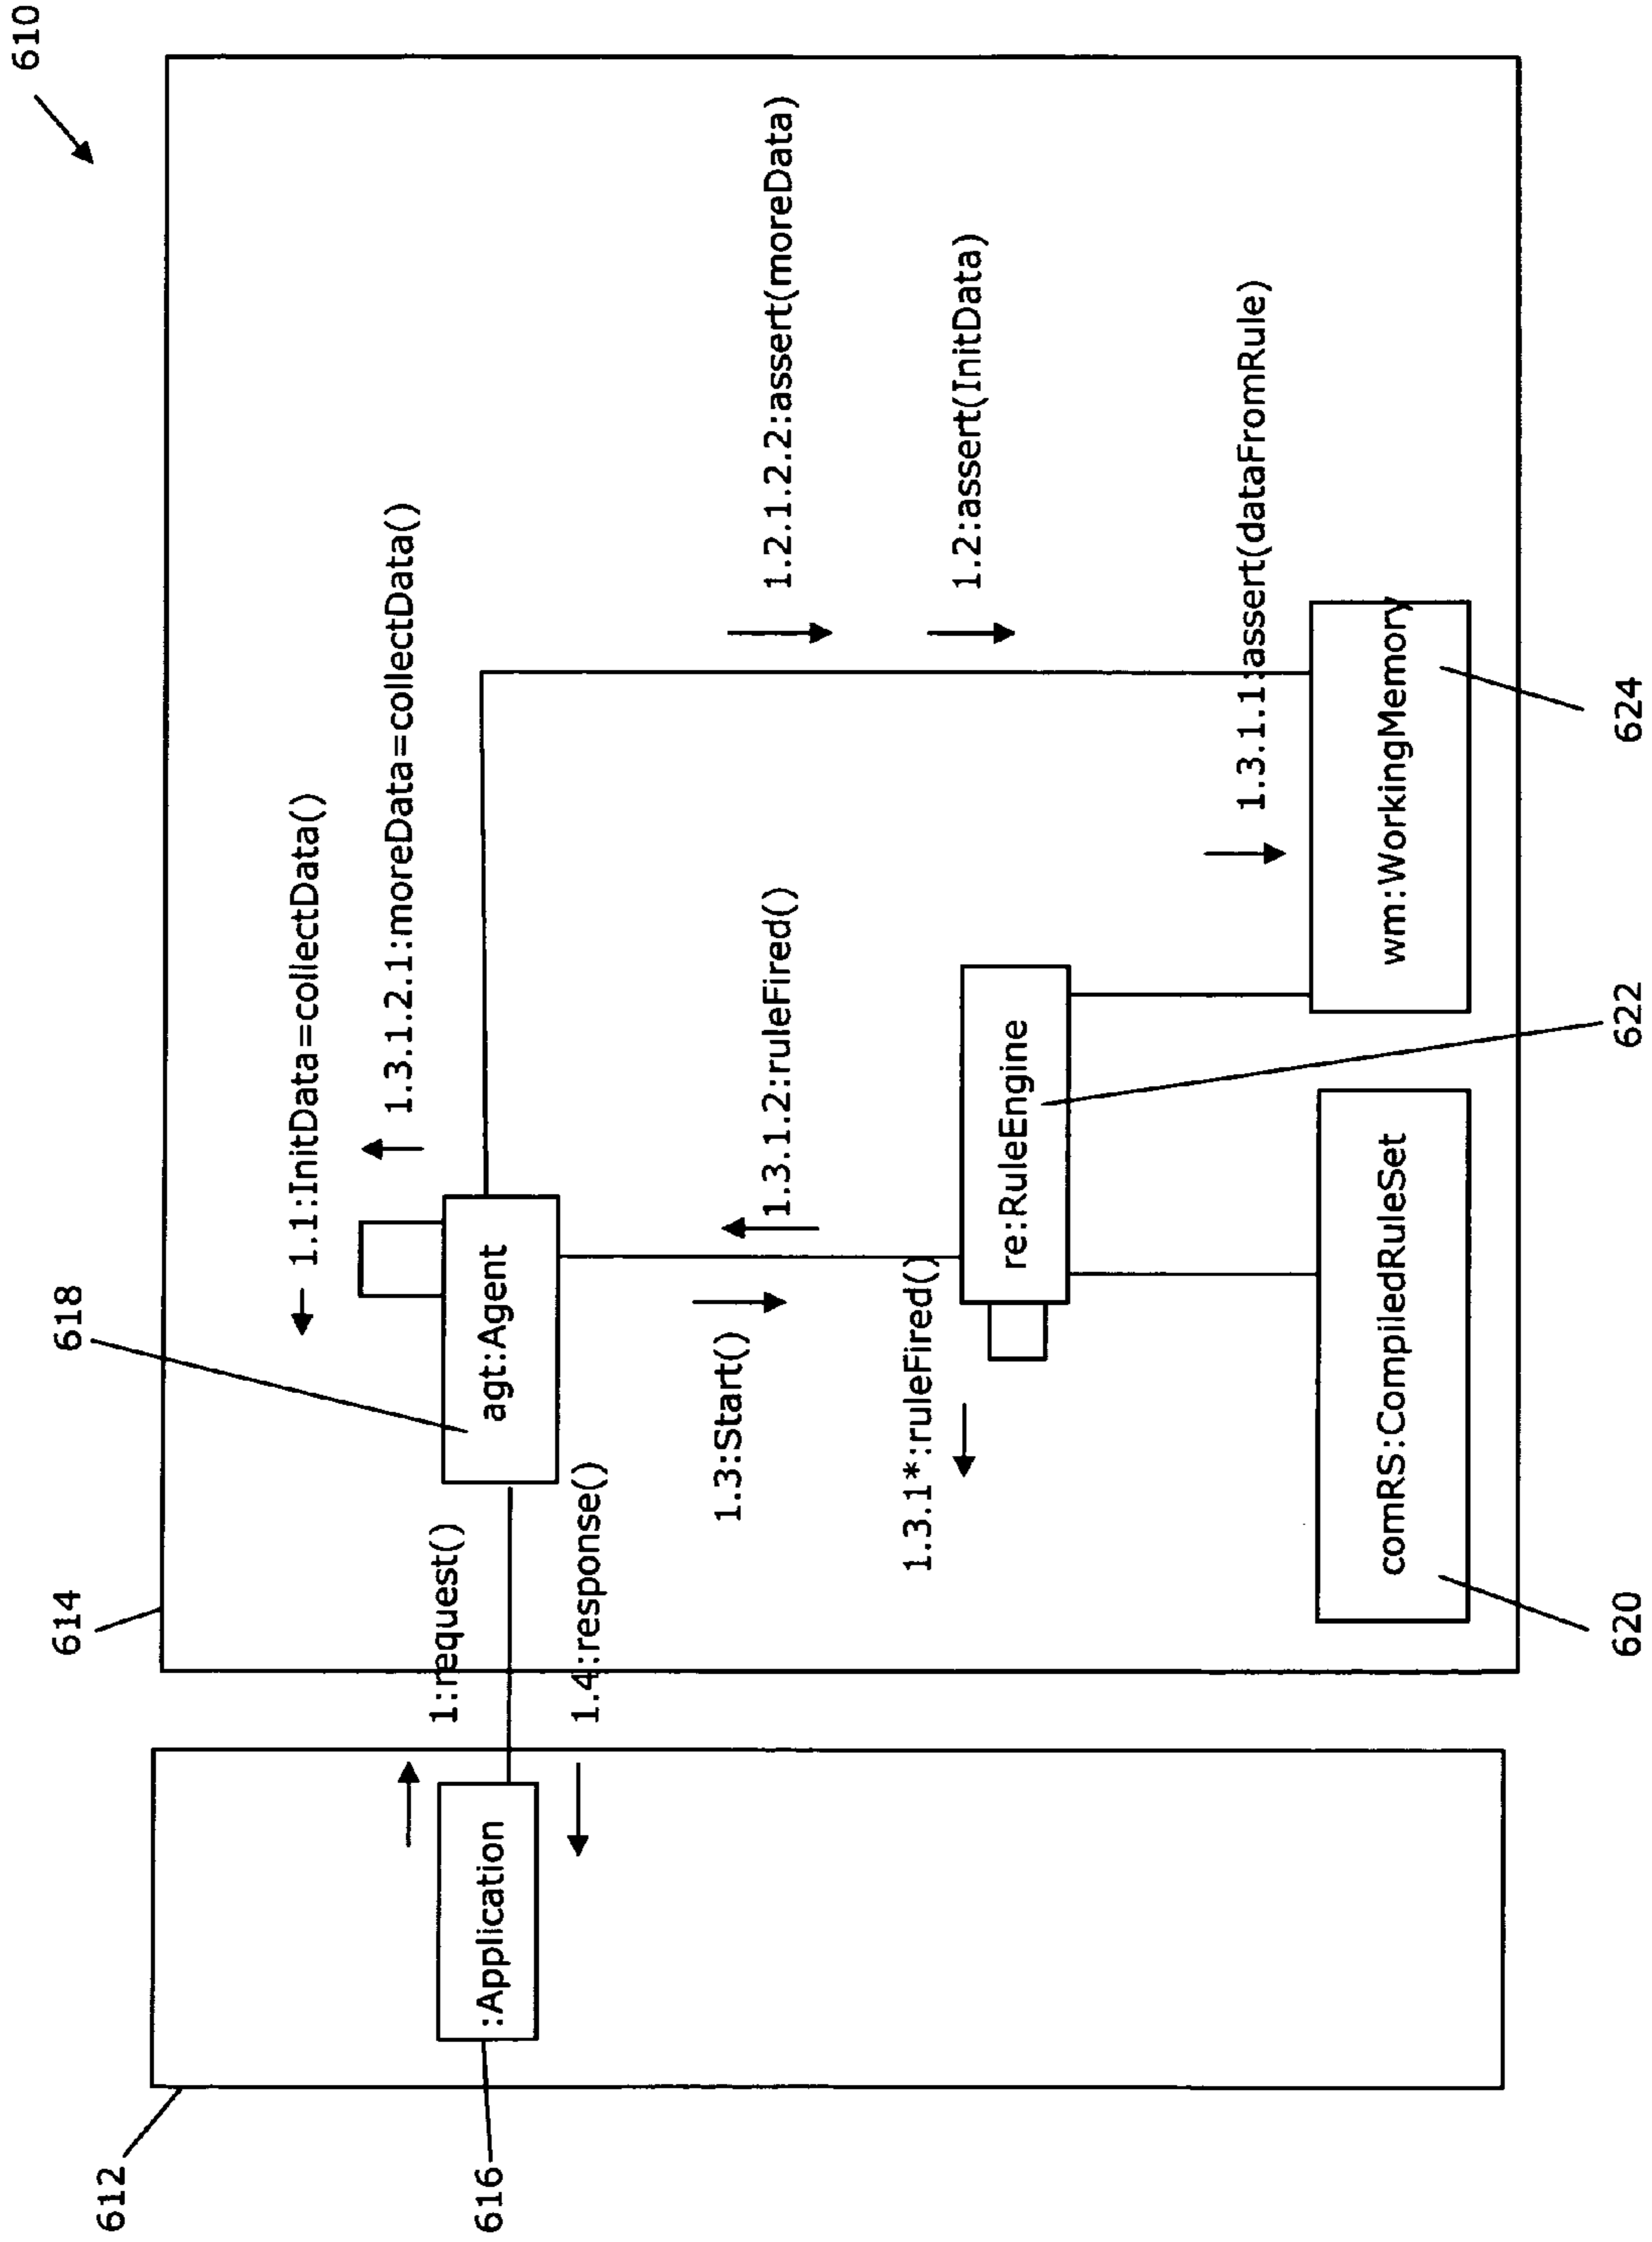 610
614
618
612
1.1:InitData=collectData()
1.3.1.2.1:moreData=collectData()
1:request()
agt:Agent
616
:Application
1.4:response()
1.3:Start()
1.3.1.2:ruleFired()
1.2.1.2.2:assert(moreData)
1.3.1*:ruleFired()
re:RuleEngine
1.2:assert(InitData)
1.3.1.1:assert(dataFromRule)
comRS:CompiledRuleSet
wm:WorkingMemory
620
622
624